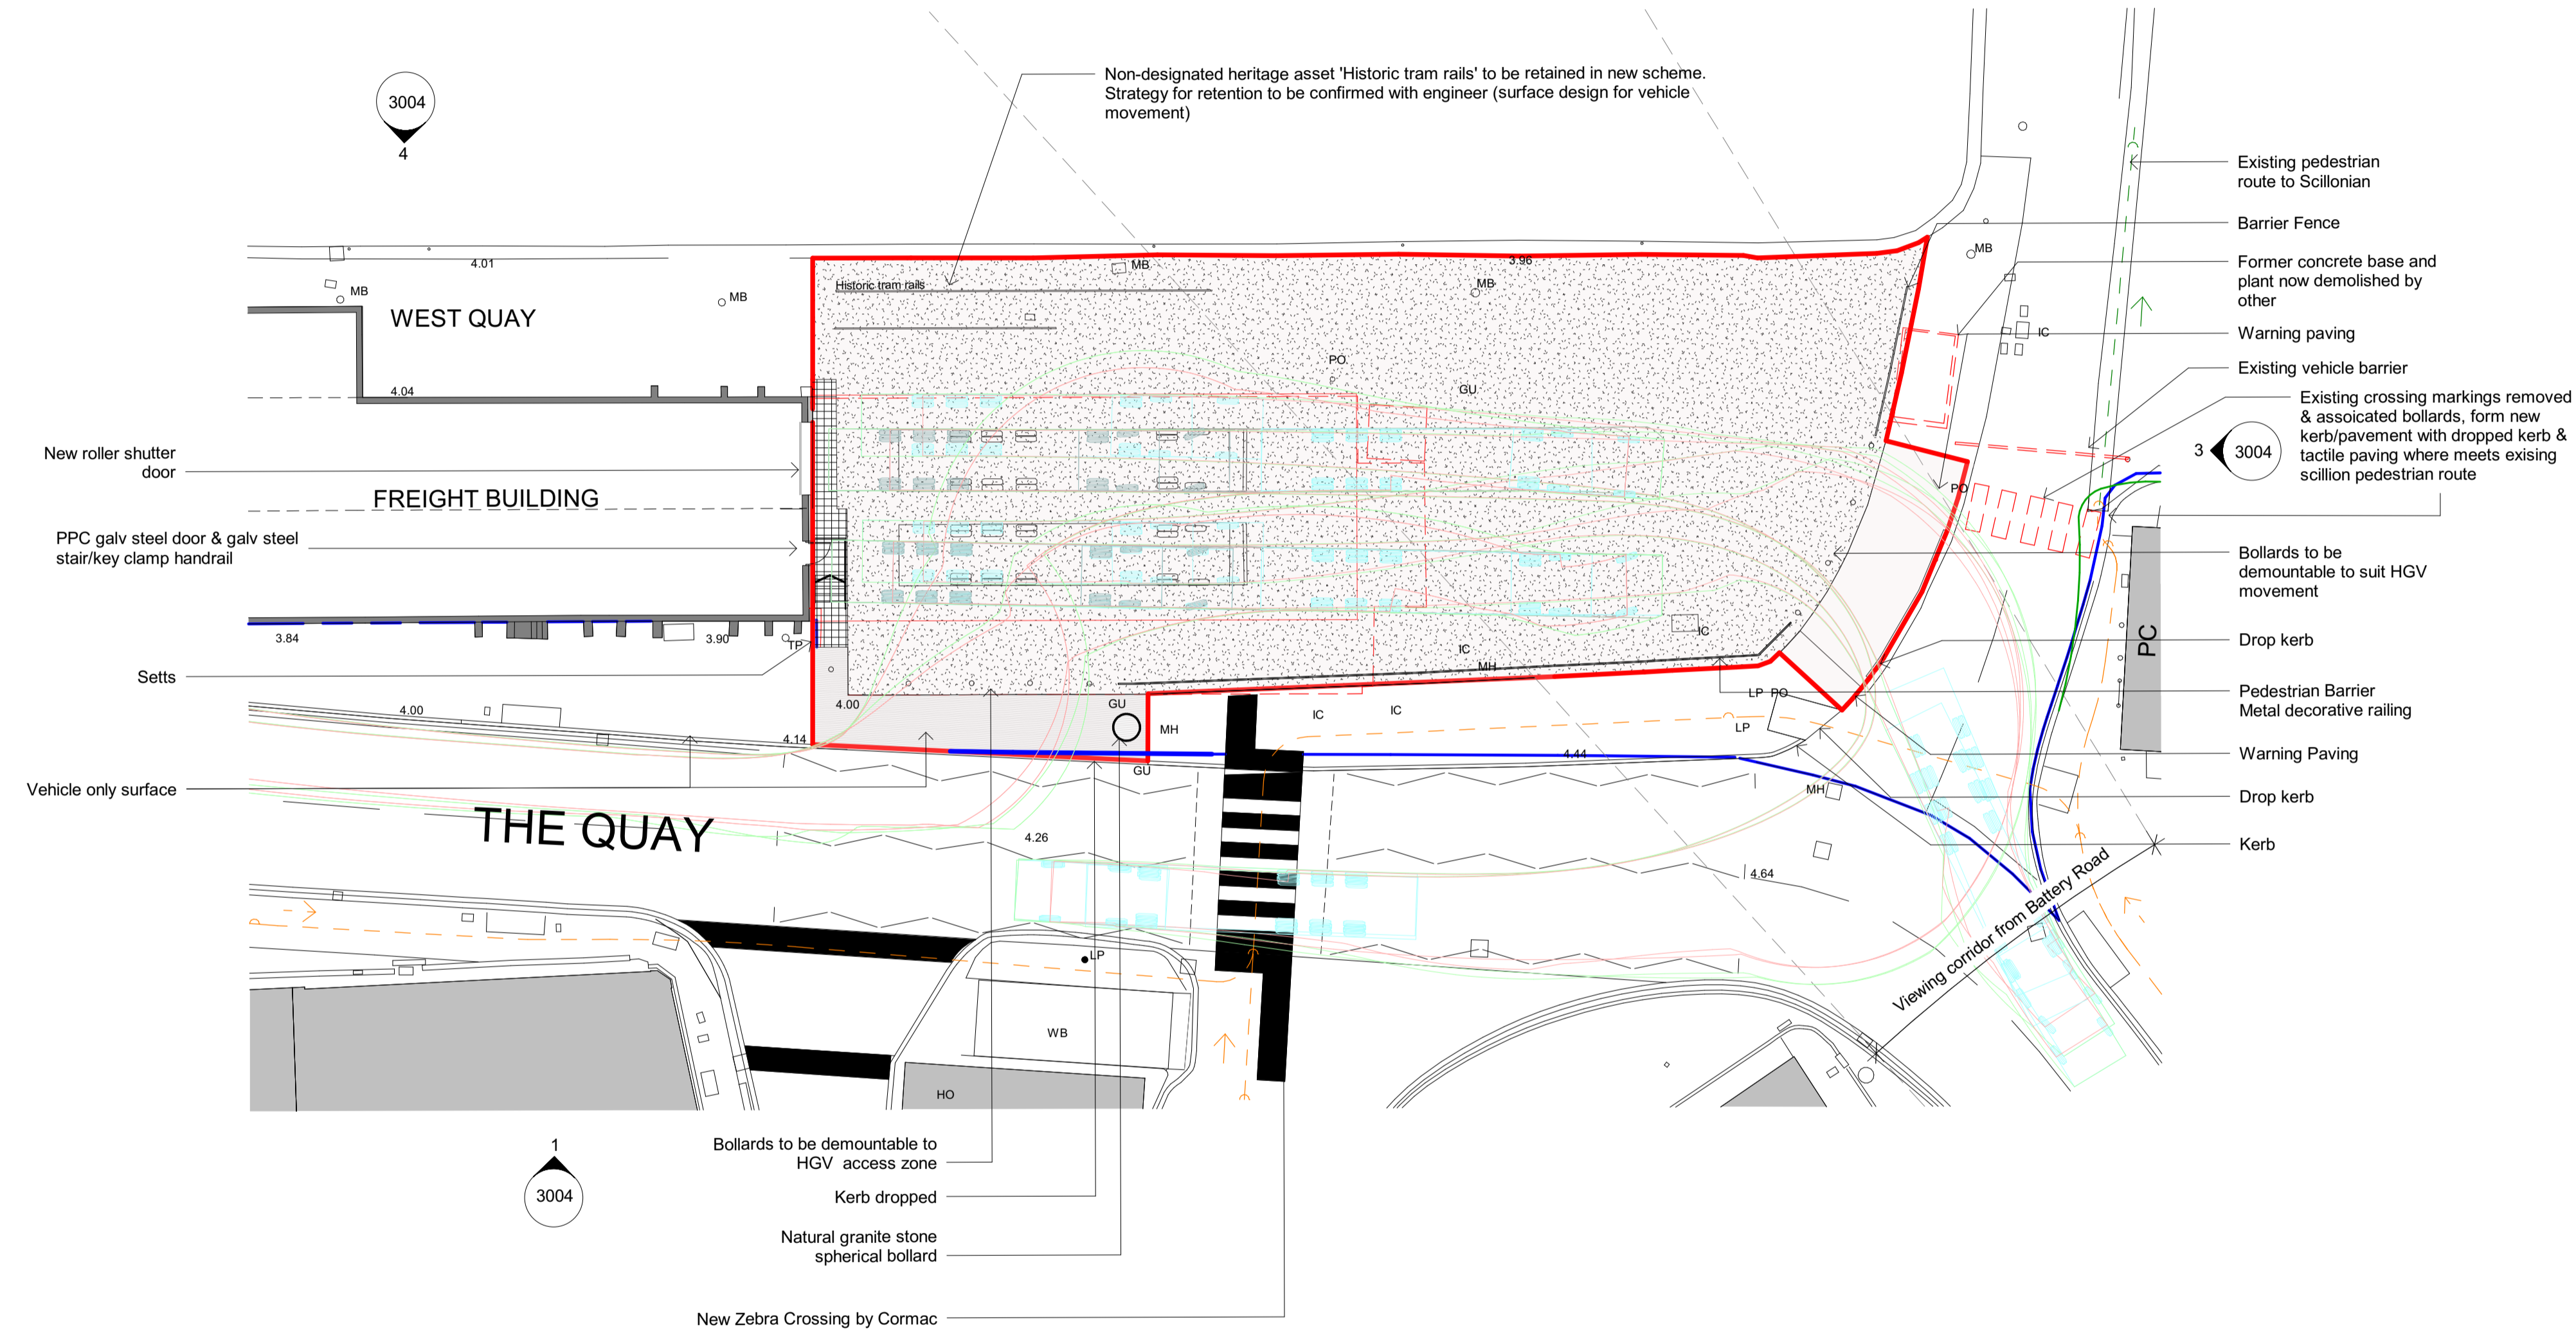 Non-designated heritage asset 'Historic tram rails' to be retained in new scheme.
Strategy for retention to be confirmed with engineer (surface design for vehicle
movement)
3004
4
Existing pedestrian
route to Scillonian
Barrier Fence
Former concrete base and
plant now demolished by
other
Warning paving
Existing vehicle barrier
Existing crossing markings removed
& assoicated bollards, form new
kerb/pavement with dropped kerb &
tactile paving where meets exising
scillion pedestrian route
3
3004
Bollards to be
demountable to suit HGV
movement
Drop kerb
Pedestrian Barrier
Metal decorative railing
Warning Paving
Drop kerb
Kerb
4.01
MB
MB
WEST QUAY
4.04
New roller shutter
door
FREIGHT BUILDING
PPC galv steel door & galv steel
stair/key clamp handrail
3.84
3.90
TP
Setts
4.00
4.14
Vehicle only surface
THE QUAY
Historic tram rails
MB
3.96
MB
MB
IC
PO
P
GU
PO
IC
IC
MH
4.00
GU
MH
IC
IC
LP PO
LP
GU
4.44
MH
PC
4.26
4.64
Viewing corridor from Battery Road
LP
WB
HO
1
3004
Bollards to be demountable to
HGV access zone
Kerb dropped
Natural granite stone
spherical bollard
New Zebra Crossing by Cormac